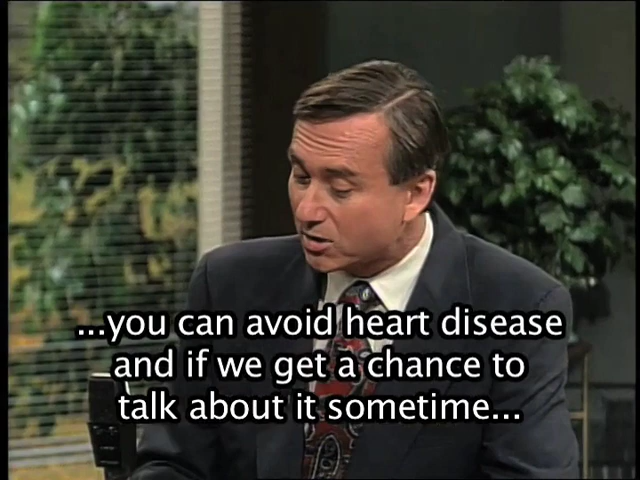 ...you can avoid heart disease
and if we get a chance to
talk about it sometime...